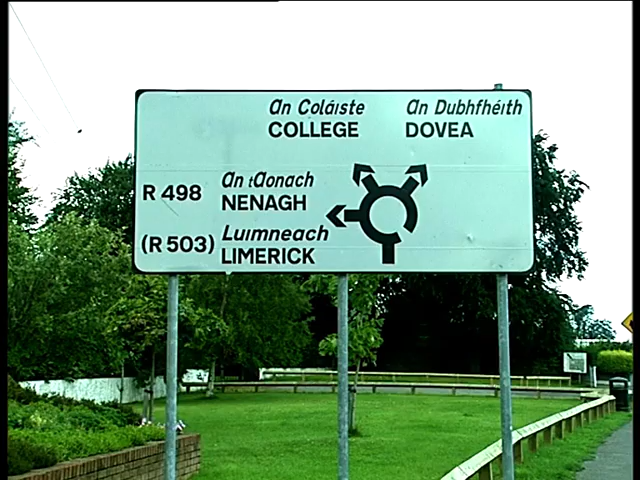 An Coláiste
COLLEGE
An Dubhfhéith
DOVEA
R 498
An tAonach
NENAGH
(R 503)
Luimneach
LIMERICK